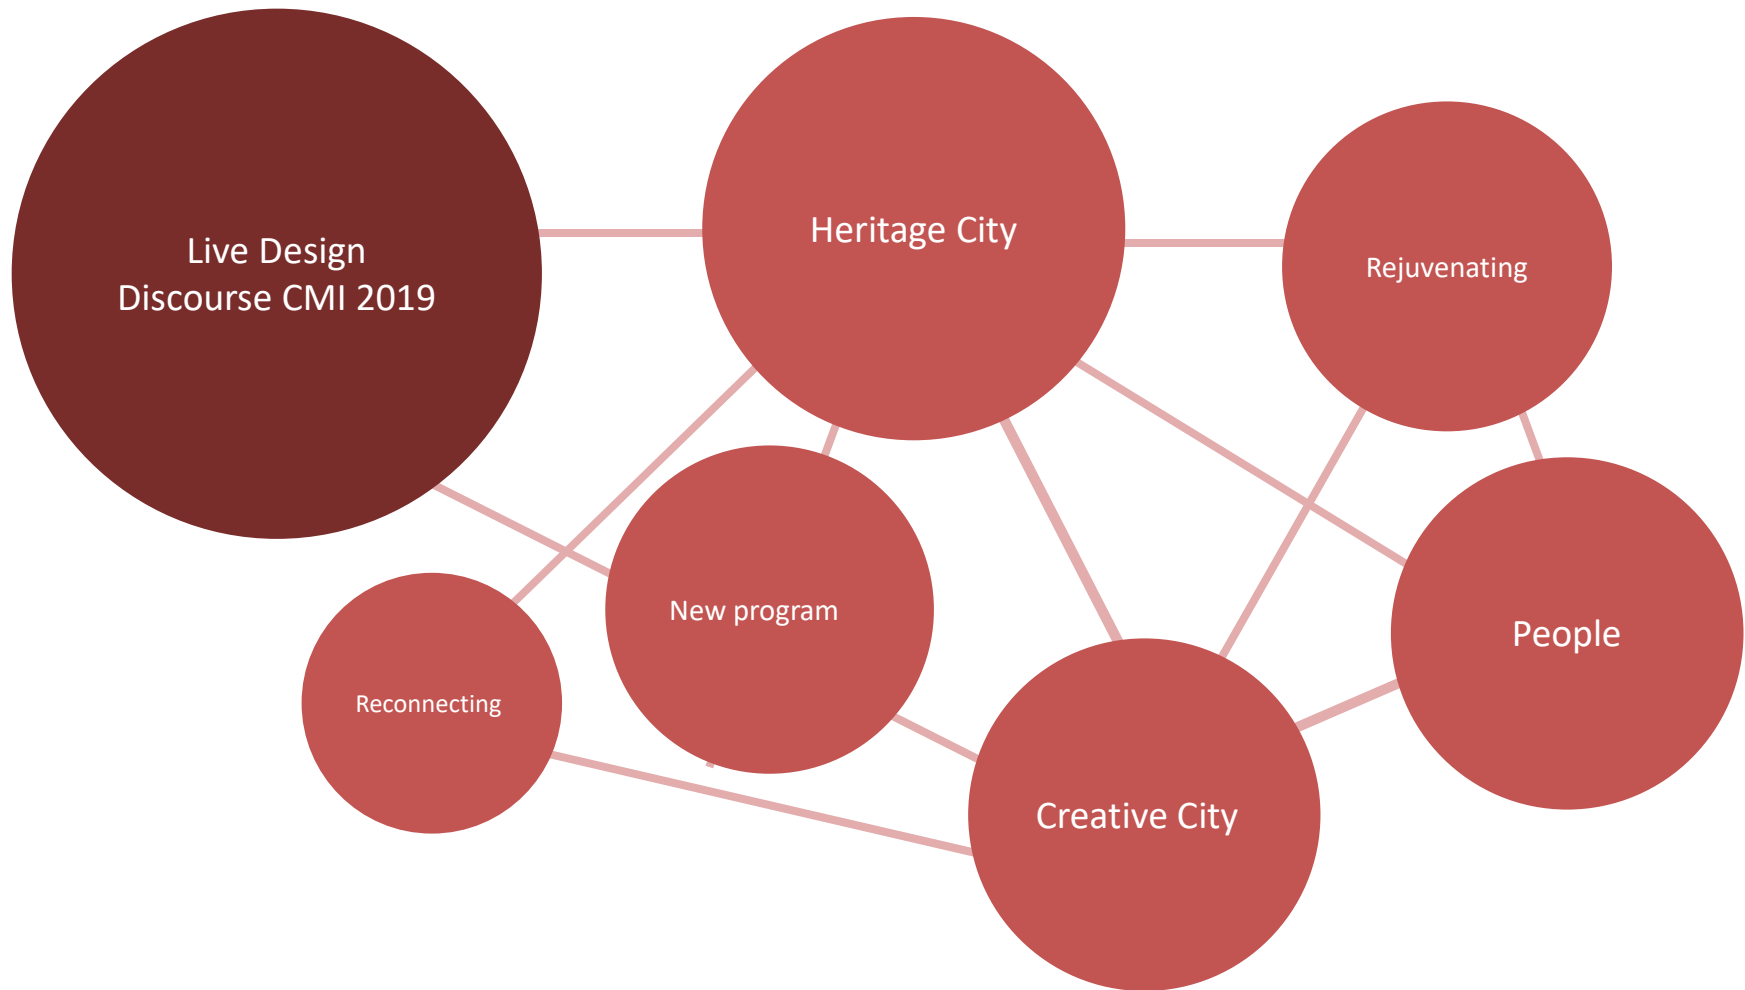 Live Design
Discourse CMI 2019
Heritage City
Rejuvenating
New program
People
Reconnecting
Creative City